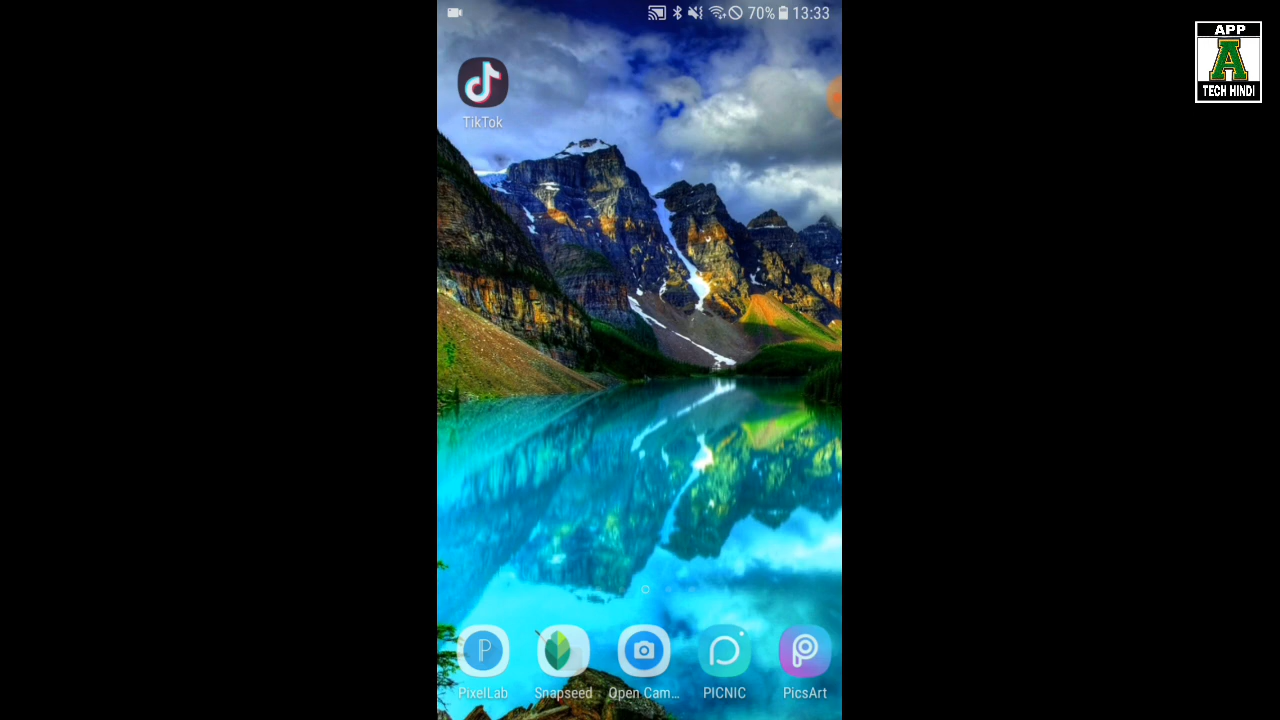 70% 13:33
APP
A
TECH HINDI
TikTok
PixelLab Snapseed Open Cam... PICNIC PicsArt